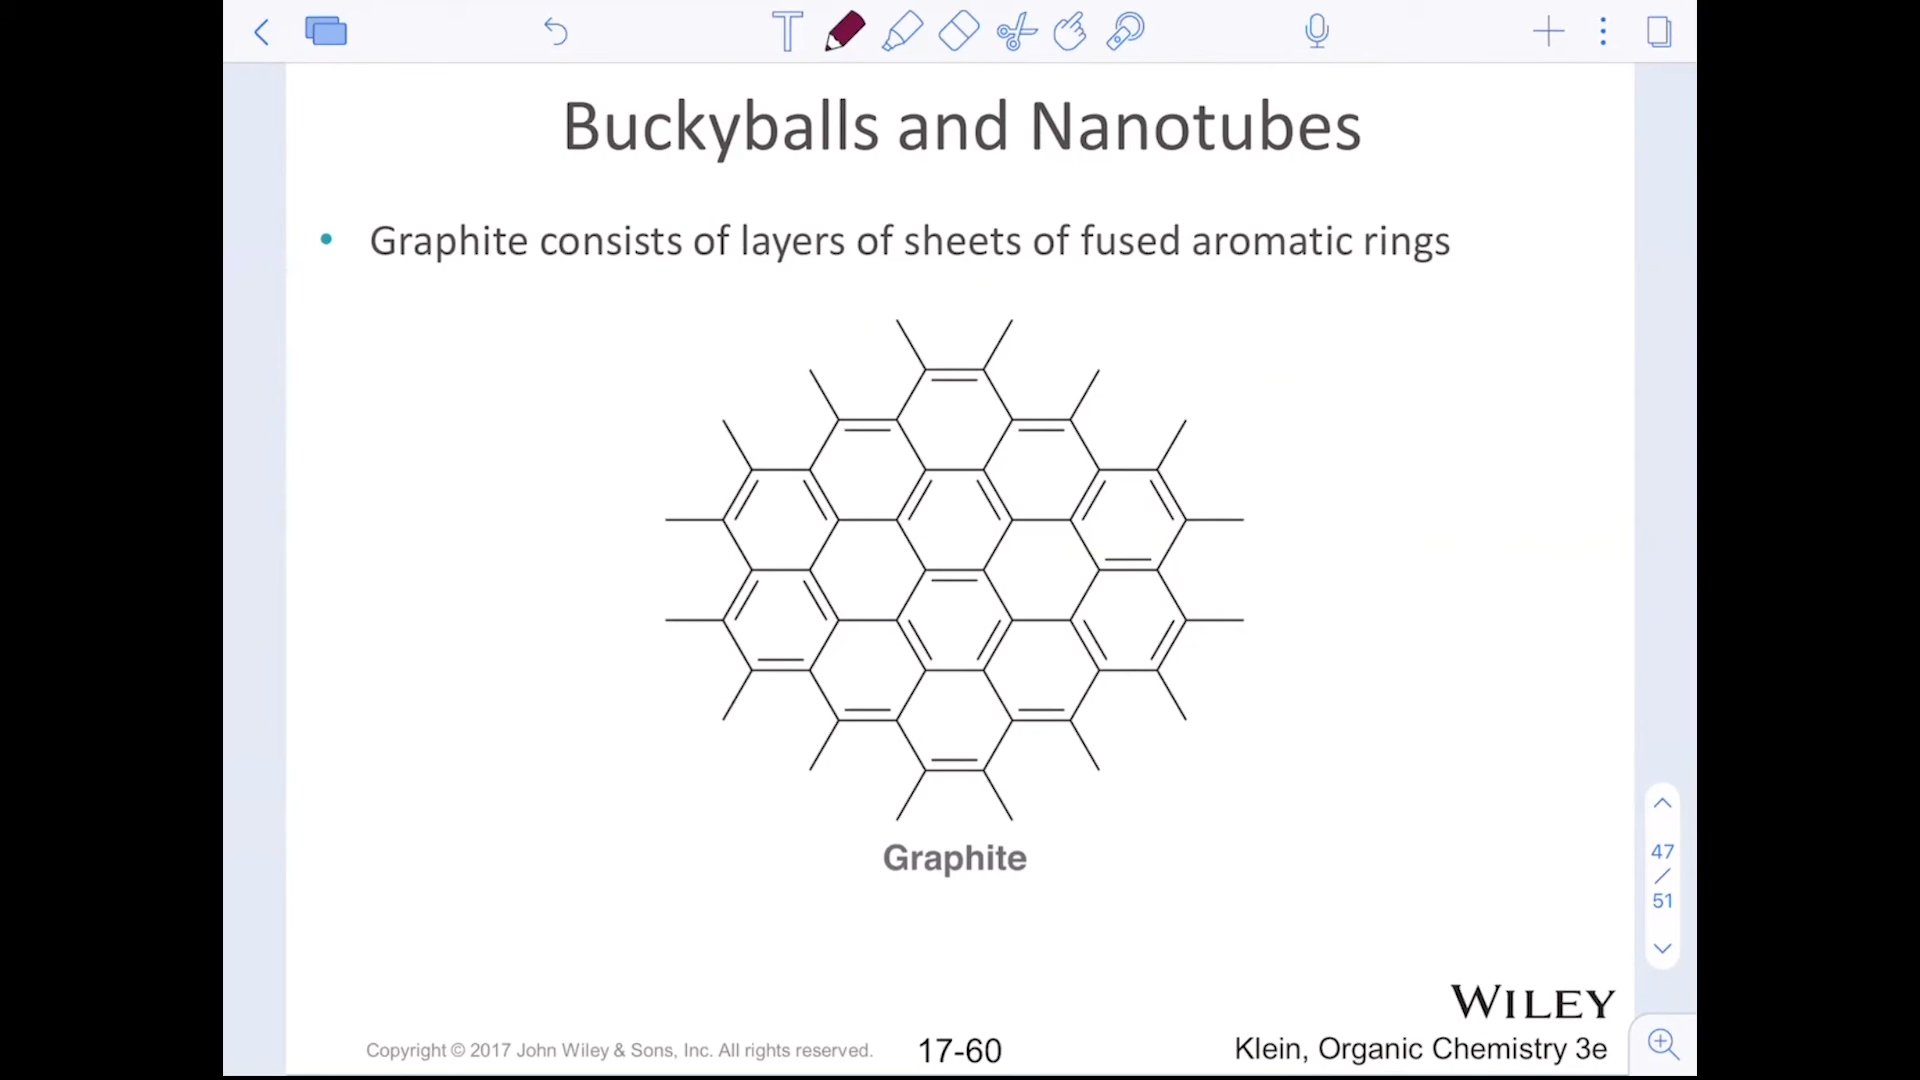 Buckyballs and Nanotubes
• Graphite consists of layers of sheets of fused aromatic rings
Graphite
47
/
51
WILEY
Copyright © 2017 John Wiley & Sons, Inc. All rights reserved.
17-60
Klein, Organic Chemistry 3e